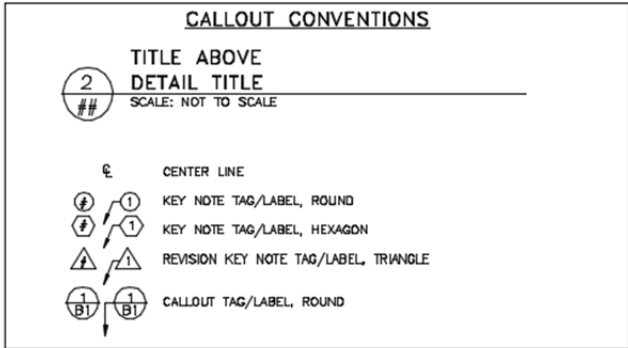 CALLOUT CONVENTIONS
TITLE ABOVE
2 DETAIL TITLE
## SCALE: NOT TO SCALE
℄ CENTER LINE
# 1 KEY NOTE TAG/LABEL, ROUND
# 1 KEY NOTE TAG/LABEL, HEXAGON
# 1 REVISION KEY NOTE TAG/LABEL, TRIANGLE
1 1 CALLOUT TAG/LABEL, ROUND
B1 B1